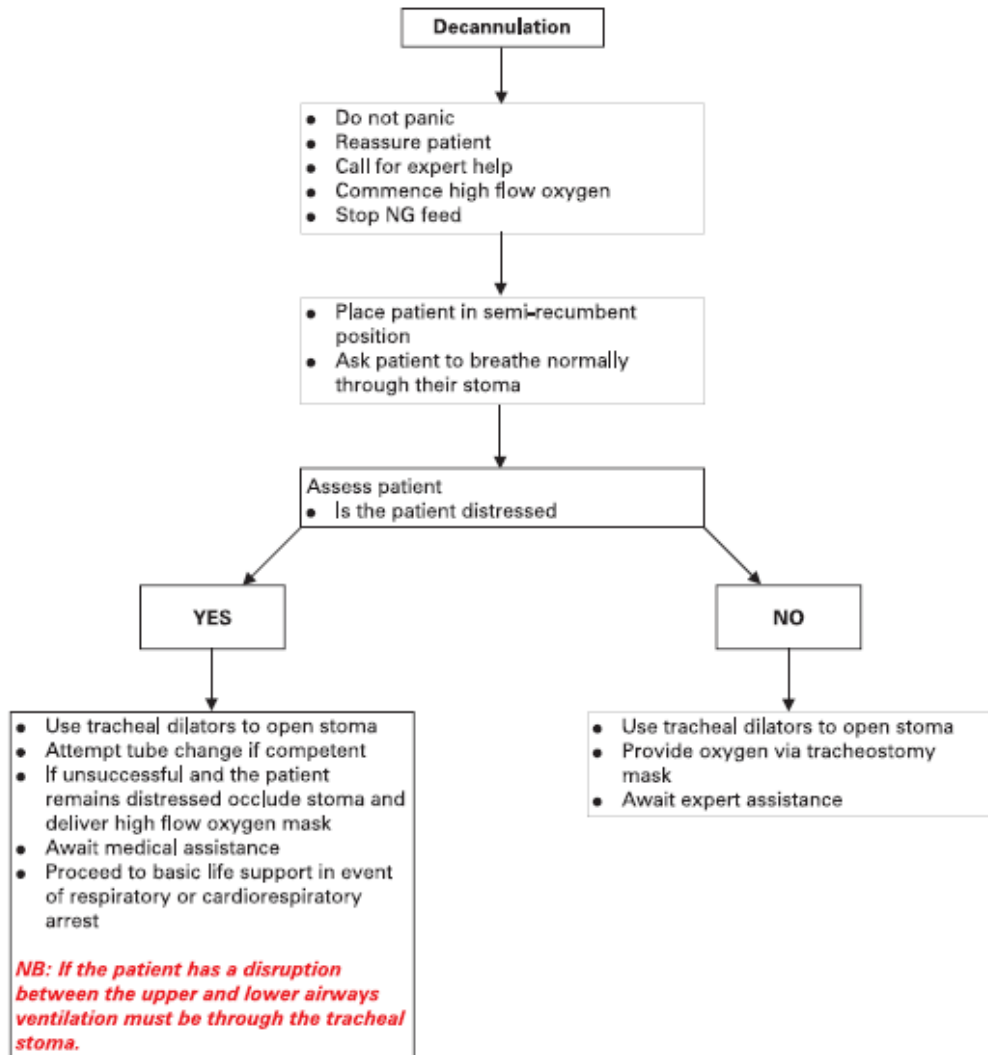 Decannulation
● Do not panic
● Reassure patient
● Call for expert help
● Commence high flow oxygen
● Stop NG feed
● Place patient in semi-recumbent
position
● Ask patient to breathe normally
through their stoma
Assess patient
● Is the patient distressed
YES
NO
● Use tracheal dilators to open stoma
● Attempt tube change if competent
● If unsuccessful and the patient
remains distressed occlude stoma and
deliver high flow oxygen mask
● Await medical assistance
● Proceed to basic life support in event
of respiratory or cardiorespiratory
arrest
NB: If the patient has a disruption
between the upper and lower airways
ventilation must be through the tracheal
stoma.
● Use tracheal dilators to open stoma
● Provide oxygen via tracheostomy
mask
● Await expert assistance